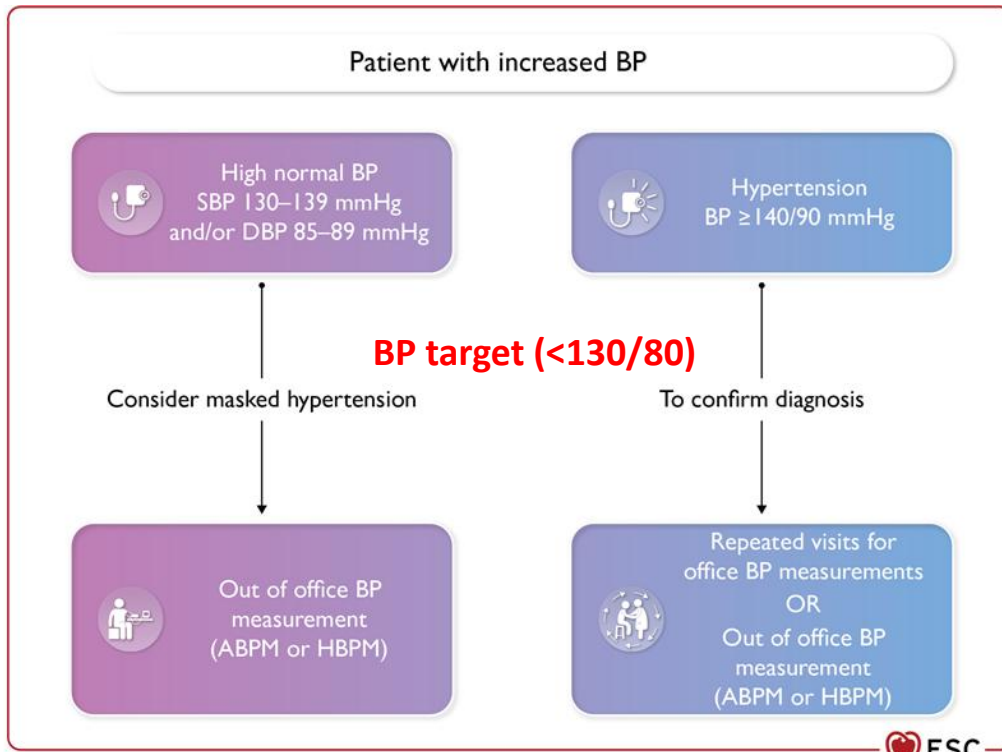 Patient with increased BP
High normal BP
SBP 130–139 mmHg
and/or DBP 85–89 mmHg
Hypertension
BP ≥140/90 mmHg
BP target (<130/80)
Consider masked hypertension
To confirm diagnosis
Out of office BP
measurement
(ABPM or HBPM)
Repeated visits for
office BP measurements
OR
Out of office BP
measurement
(ABPM or HBPM)
ESC